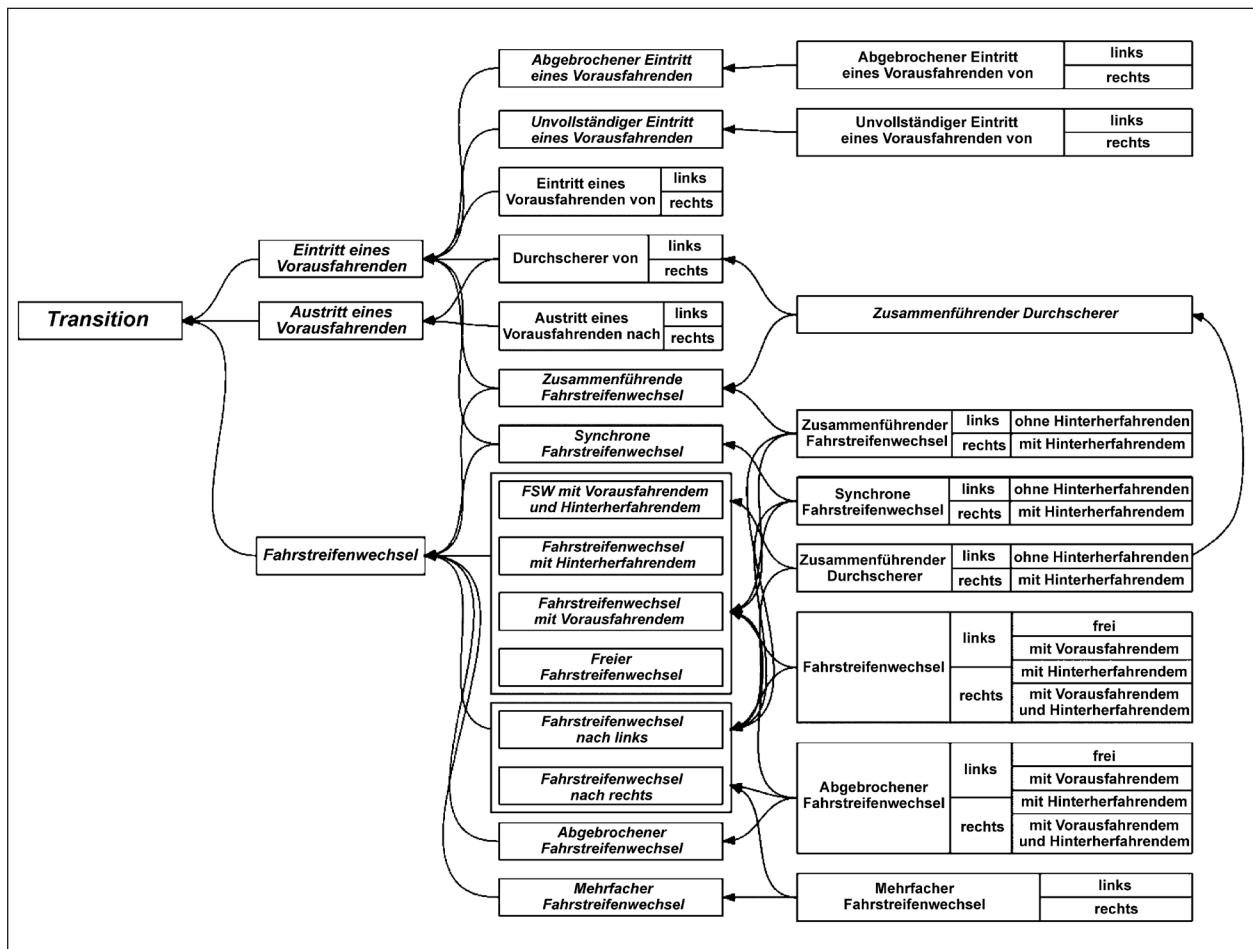 Transition
Eintritt eines
Vorausfahrenden
Austritt eines
Vorausfahrenden
Fahrstreifenwechsel
Abgebrochener Eintritt
eines Vorausfahrenden
Unvollständiger Eintritt
eines Vorausfahrenden
Eintritt eines
Vorausfahrenden von
links
rechts
Durchscherer von
links
rechts
Austritt eines
Vorausfahrenden nach
links
rechts
Zusammenführende
Fahrstreifenwechsel
Synchrone
Fahrstreifenwechsel
FSW mit Vorausfahrendem
und Hinterherfahrendem
Fahrstreifenwechsel
mit Hinterherfahrendem
Fahrstreifenwechsel
mit Vorausfahrendem
Freier
Fahrstreifenwechsel
Fahrstreifenwechsel
nach links
Fahrstreifenwechsel
nach rechts
Abgebrochener
Fahrstreifenwechsel
Mehrfacher
Fahrstreifenwechsel
Abgebrochener Eintritt
eines Vorausfahrenden von
links
rechts
Unvollständiger Eintritt
eines Vorausfahrenden von
links
rechts
Zusammenführender Durchscherer
Zusammenführender
Fahrstreifenwechsel
links
rechts
ohne Hinterherfahrenden
mit Hinterherfahrendem
Synchrone
Fahrstreifenwechsel
links
rechts
ohne Hinterherfahrenden
mit Hinterherfahrendem
Zusammenführender
Durchscherer
links
rechts
ohne Hinterherfahrenden
mit Hinterherfahrendem
Fahrstreifenwechsel
links
rechts
frei
mit Vorausfahrendem
mit Hinterherfahrendem
mit Vorausfahrendem
und Hinterherfahrendem
Abgebrochener
Fahrstreifenwechsel
links
rechts
frei
mit Vorausfahrendem
mit Hinterherfahrendem
mit Vorausfahrendem
und Hinterherfahrendem
Mehrfacher
Fahrstreifenwechsel
links
rechts